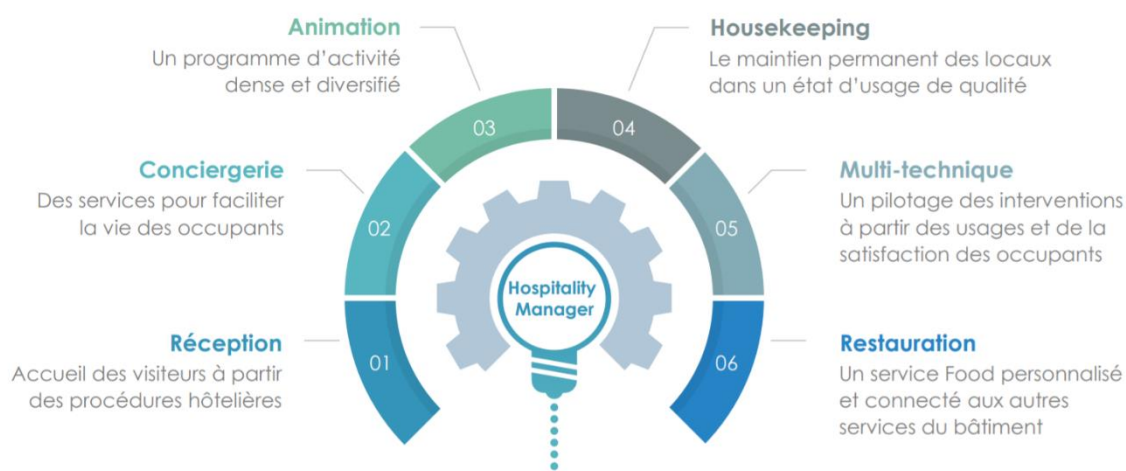 Animation
Un programme d'activité
dense et diversifié
Housekeeping
Le maintien permanent des locaux
dans un état d'usage de qualité
03
04
Conciergerie
Des services pour faciliter
la vie des occupants
02
Multi-technique
Un pilotage des interventions
à partir des usages et de la
satisfaction des occupants
05
Hospitality
Manager
Réception
Accueil des visiteurs à partir
des procédures hôtelières
01
Restauration
Un service Food personnalisé
et connecté aux autres
services du bâtiment
06